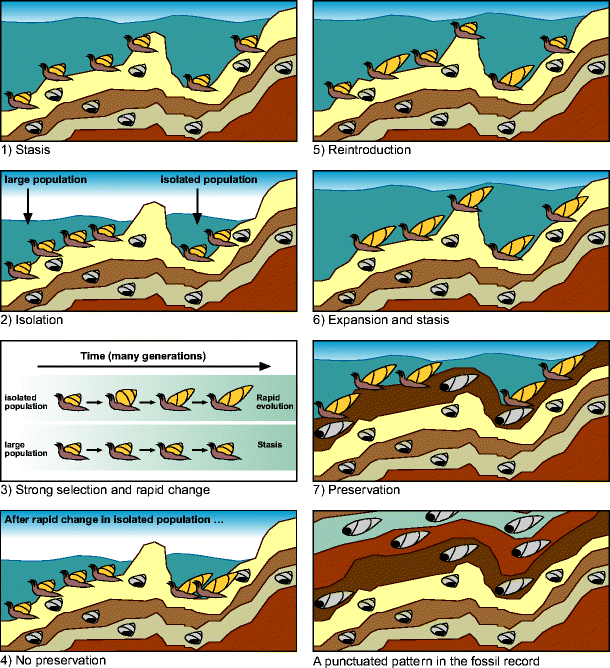 1) Stasis
large population
isolated population
2) Isolation
Time (many generations)
isolated
population
Rapid
evolution
large
population
Stasis
3) Strong selection and rapid change
After rapid change in isolated population ...
4) No preservation
5) Reintroduction
6) Expansion and stasis
7) Preservation
A punctuated pattern in the fossil record